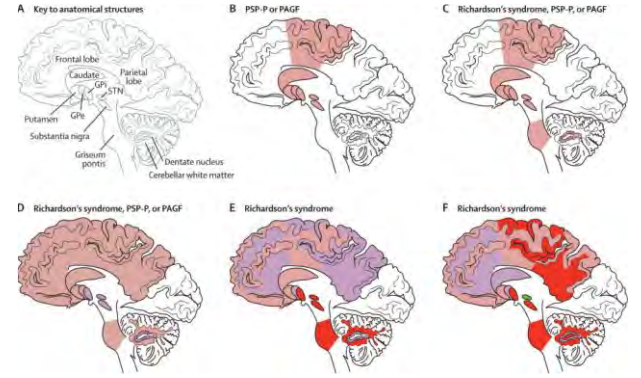 A Key to anatomical structures
Frontal lobe
Parietal
lobe
Caudate
GPi
STN
Putamen
GPe
Substantia nigra
Griseum
pontis
Dentate nucleus
Cerebellar white matter
B PSP-P or PAGF
C Richardson's syndrome, PSP-P, or PAGF
D Richardson's syndrome, PSP-P, or PAGF
E Richardson's syndrome
F Richardson's syndrome